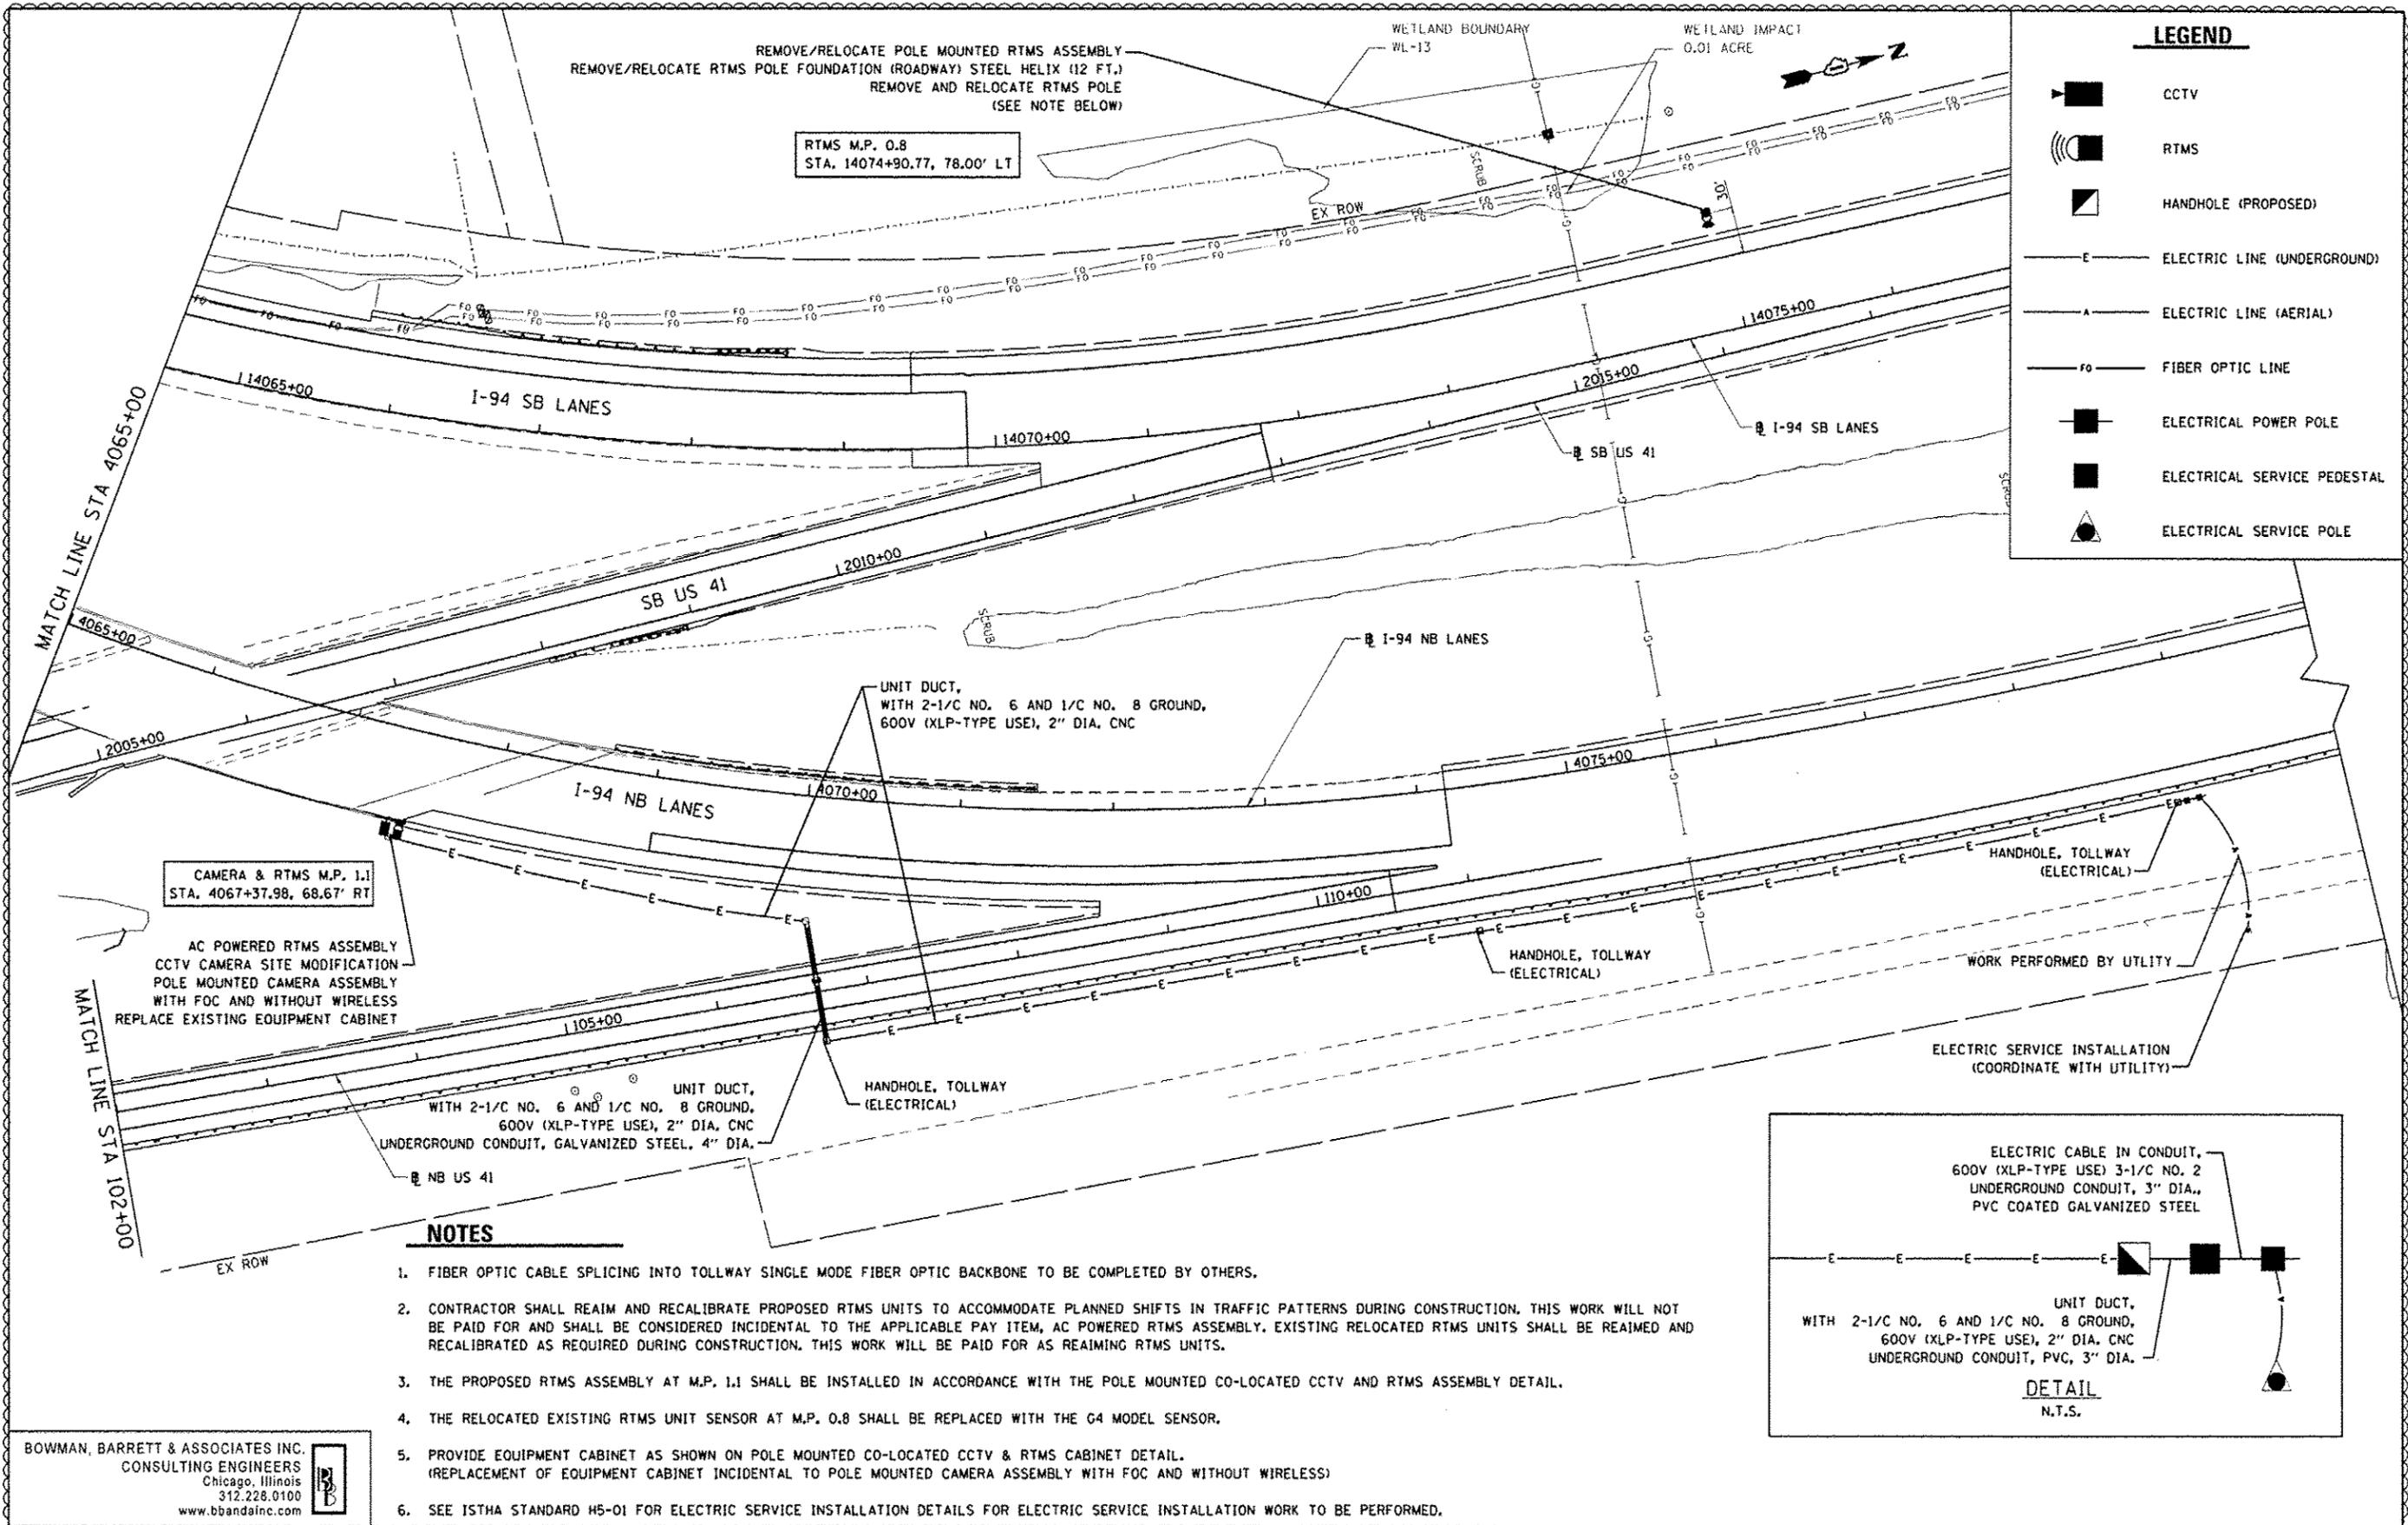 REMOVE/RELOCATE POLE MOUNTED RTMS ASSEMBLY
REMOVE/RELOCATE RTMS POLE FOUNDATION (ROADWAY) STEEL HELIX (12 FT.)
REMOVE AND RELOCATE RTMS POLE
(SEE NOTE BELOW)
RTMS M.P. 0.8
STA. 14074+90.77, 78.00' LT
WETLAND BOUNDARY
WL-13
WETLAND IMPACT
0.01 ACRE
N
LEGEND
CCTV
RTMS
HANDHOLE (PROPOSED)
E ELECTRIC LINE (UNDERGROUND)
A ELECTRIC LINE (AERIAL)
FO FIBER OPTIC LINE
ELECTRICAL POWER POLE
ELECTRICAL SERVICE PEDESTAL
ELECTRICAL SERVICE POLE
SCRUB
EX ROW
30'
MATCH LINE STA 4065+00
14065+00
I-94 SB LANES
14070+00
14075+00
2015+00
B I-94 SB LANES
B SB US 41
SB US 41
2010+00
SCRUB
4065+00
2005+00
B I-94 NB LANES
UNIT DUCT,
WITH 2-1/C NO. 6 AND 1/C NO. 8 GROUND,
600V (XLP-TYPE USE), 2" DIA. CNC
I-94 NB LANES
4070+00
4075+00
CAMERA & RTMS M.P. 1.1
STA. 4067+37.98, 68.67' RT
AC POWERED RTMS ASSEMBLY
CCTV CAMERA SITE MODIFICATION
POLE MOUNTED CAMERA ASSEMBLY
WITH FOC AND WITHOUT WIRELESS
REPLACE EXISTING EQUIPMENT CABINET
110+00
HANDHOLE, TOLLWAY
(ELECTRICAL)
HANDHOLE, TOLLWAY
(ELECTRICAL)
WORK PERFORMED BY UTLITY
ELECTRIC SERVICE INSTALLATION
(COORDINATE WITH UTILITY)
MATCH LINE STA 102+00
105+00
UNIT DUCT,
WITH 2-1/C NO. 6 AND 1/C NO. 8 GROUND,
600V (XLP-TYPE USE), 2" DIA. CNC
UNDERGROUND CONDUIT, GALVANIZED STEEL, 4" DIA.
HANDHOLE, TOLLWAY
(ELECTRICAL)
B NB US 41
EX ROW
ELECTRIC CABLE IN CONDUIT,
600V (XLP-TYPE USE) 3-1/C NO. 2
UNDERGROUND CONDUIT, 3" DIA.,
PVC COATED GALVANIZED STEEL
E E E E E
UNIT DUCT,
WITH 2-1/C NO. 6 AND 1/C NO. 8 GROUND,
600V (XLP-TYPE USE), 2" DIA. CNC
UNDERGROUND CONDUIT, PVC, 3" DIA.
DETAIL
N.T.S.
NOTES
1. FIBER OPTIC CABLE SPLICING INTO TOLLWAY SINGLE MODE FIBER OPTIC BACKBONE TO BE COMPLETED BY OTHERS.
2. CONTRACTOR SHALL REAIM AND RECALIBRATE PROPOSED RTMS UNITS TO ACCOMMODATE PLANNED SHIFTS IN TRAFFIC PATTERNS DURING CONSTRUCTION. THIS WORK WILL NOT
BE PAID FOR AND SHALL BE CONSIDERED INCIDENTAL TO THE APPLICABLE PAY ITEM, AC POWERED RTMS ASSEMBLY. EXISTING RELOCATED RTMS UNITS SHALL BE REAIMED AND
RECALIBRATED AS REQUIRED DURING CONSTRUCTION. THIS WORK WILL BE PAID FOR AS REAIMING RTMS UNITS.
3. THE PROPOSED RTMS ASSEMBLY AT M.P. 1.1 SHALL BE INSTALLED IN ACCORDANCE WITH THE POLE MOUNTED CO-LOCATED CCTV AND RTMS ASSEMBLY DETAIL.
4. THE RELOCATED EXISTING RTMS UNIT SENSOR AT M.P. 0.8 SHALL BE REPLACED WITH THE G4 MODEL SENSOR.
5. PROVIDE EQUIPMENT CABINET AS SHOWN ON POLE MOUNTED CO-LOCATED CCTV & RTMS CABINET DETAIL.
(REPLACEMENT OF EQUIPMENT CABINET INCIDENTAL TO POLE MOUNTED CAMERA ASSEMBLY WITH FOC AND WITHOUT WIRELESS)
6. SEE ISTHA STANDARD H5-01 FOR ELECTRIC SERVICE INSTALLATION DETAILS FOR ELECTRIC SERVICE INSTALLATION WORK TO BE PERFORMED.
BOWMAN, BARRETT & ASSOCIATES INC.
CONSULTING ENGINEERS
Chicago, Illinois
312.228.0100
www.bbandainc.com